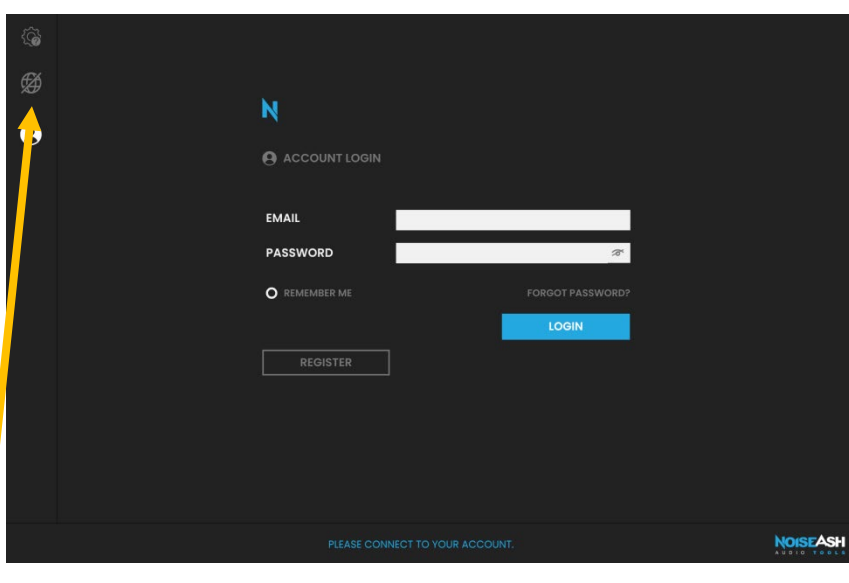 ACCOUNT LOGIN
EMAIL
PASSWORD
REMEMBER ME
FORGOT PASSWORD?
LOGIN
REGISTER
PLEASE CONNECT TO YOUR ACCOUNT.
NOISEASH
AUDIO TOOLS